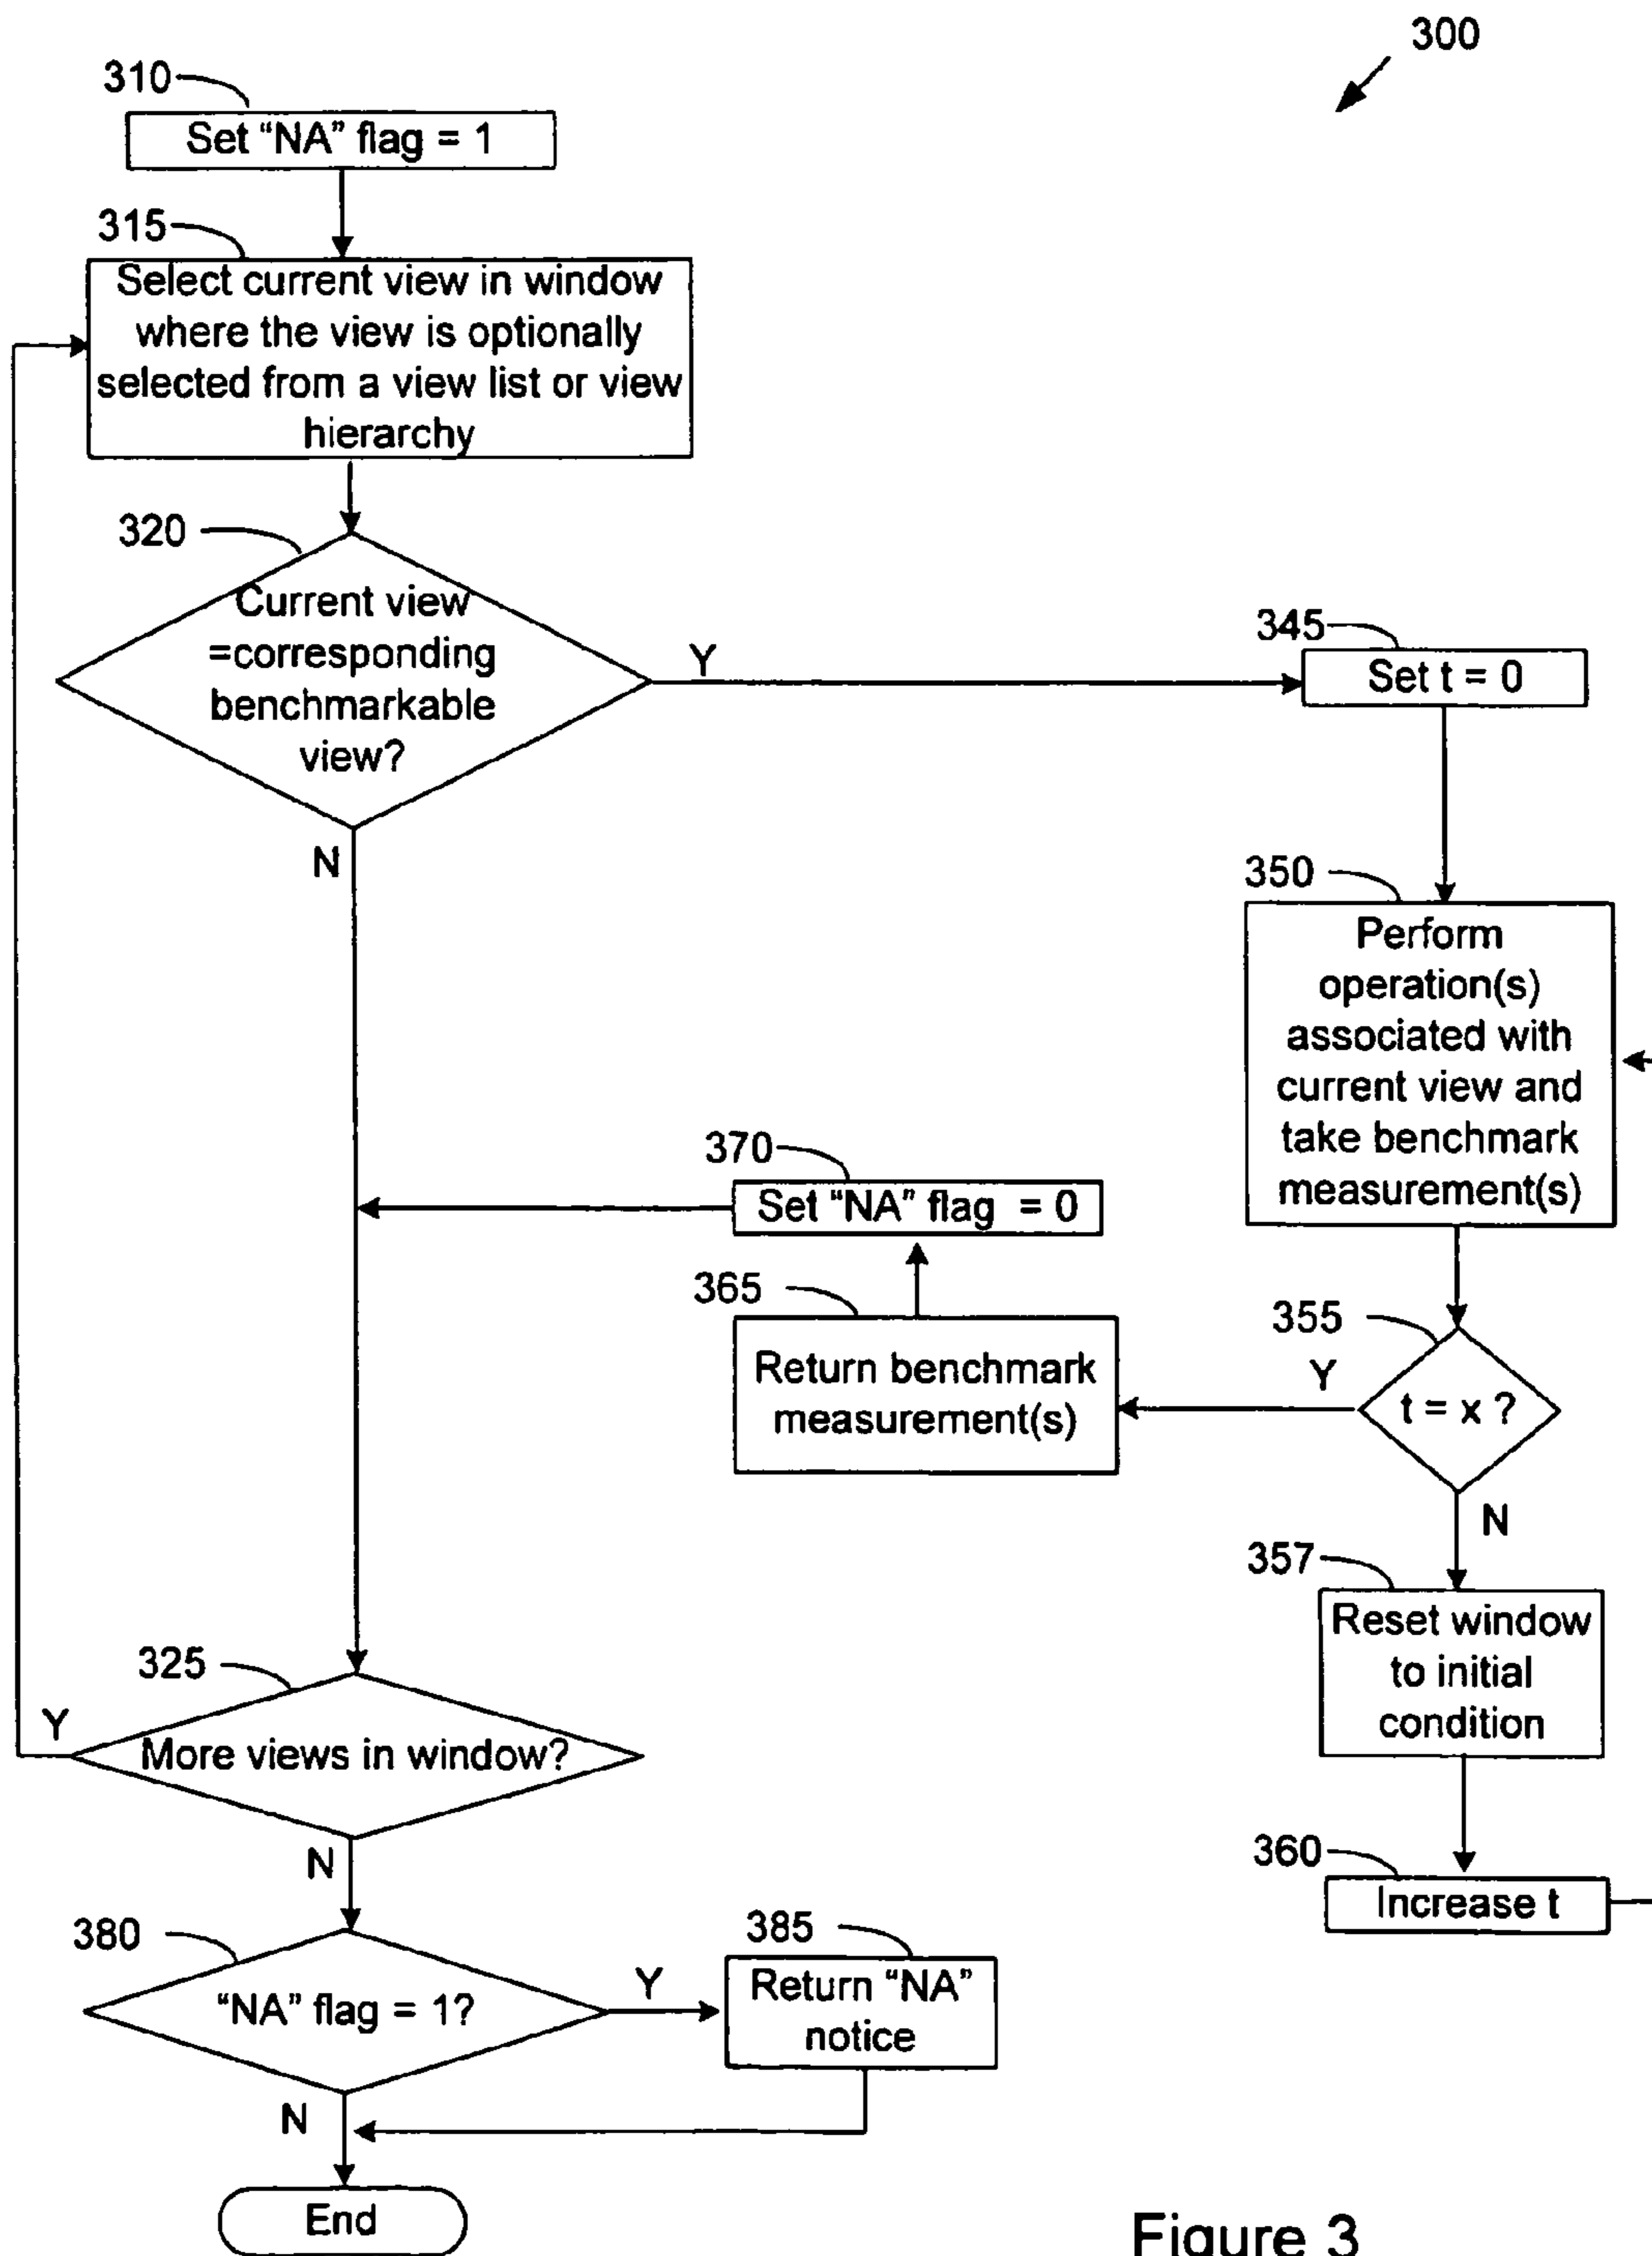 300
310
Set “NA” flag = 1
315
Select current view in window
where the view is optionally
selected from a view list or view
hierarchy
320
Current view
=corresponding
benchmarkable
view?
Y
N
345
Set t = 0
350
Perform
operation(s)
associated with
current view and
take benchmark
measurement(s)
370
Set “NA” flag = 0
365
Return benchmark
measurement(s)
355
Y
t = x ?
N
357
Reset window
to initial
condition
325
Y
More views in window?
N
360
Increase t
380
“NA” flag = 1?
Y
385
Return “NA”
notice
N
End
Figure 3